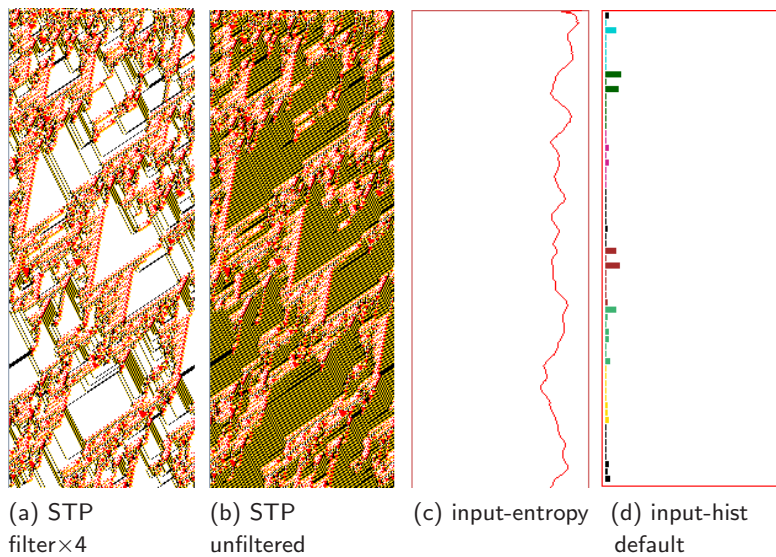 (a) STP (b) STP (c) input-entropy (d) input-hist
filter×4 unfiltered default